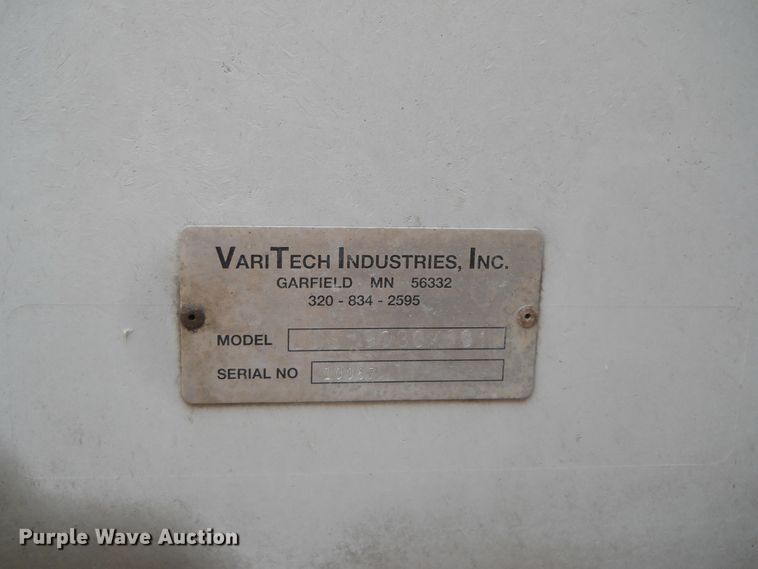 VARITECH INDUSTRIES, INC.
GARFIELD MN 56332
320 - 834 - 2595
MODEL
SERIAL NO
Purple Wave Auction